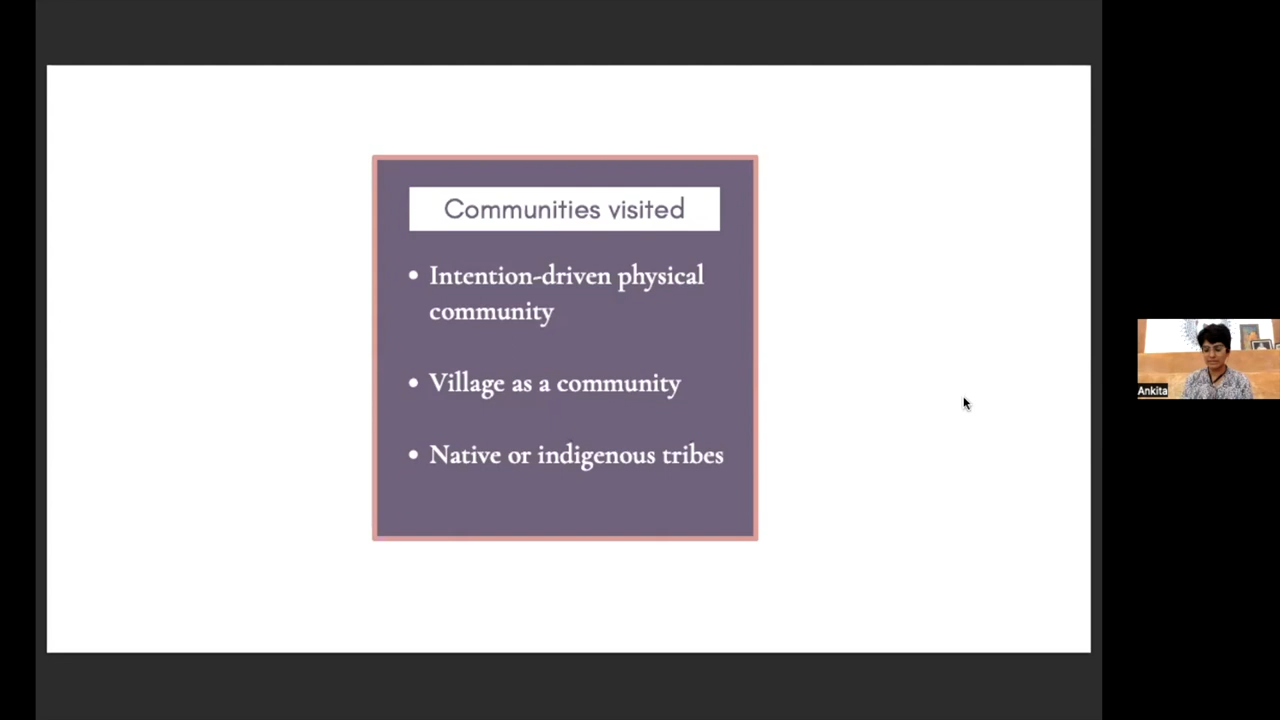 Communities visited
• Intention-driven physical
community
• Village as a community
• Native or indigenous tribes
Ankita